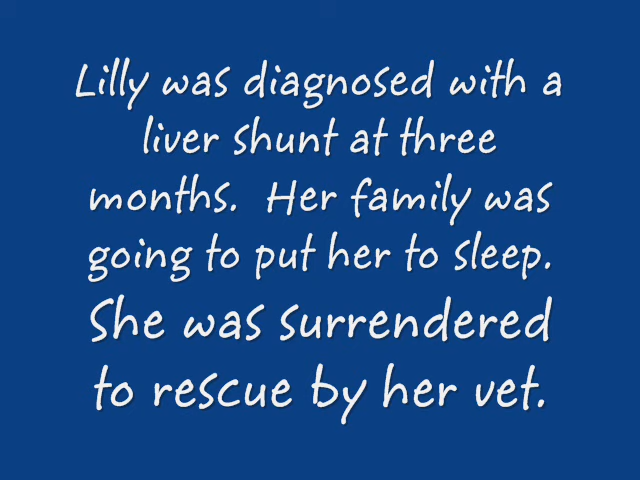 Lilly was diagnosed with a
liver shunt at three
months. Her family was
going to put her to sleep.
She was surrendered
to rescue by her vet.